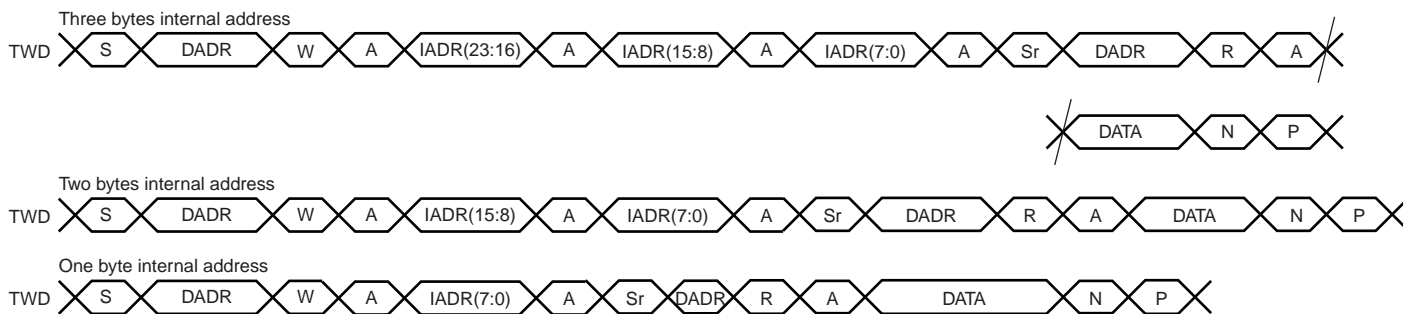 Three bytes internal address
TWD S DADR W A IADR(23:16) A IADR(15:8) A IADR(7:0) A Sr DADR R A
DATA N P
Two bytes internal address
TWD S DADR W A IADR(15:8) A IADR(7:0) A Sr DADR R A DATA N P
One byte internal address
TWD S DADR W A IADR(7:0) A Sr DADR R A DATA N P